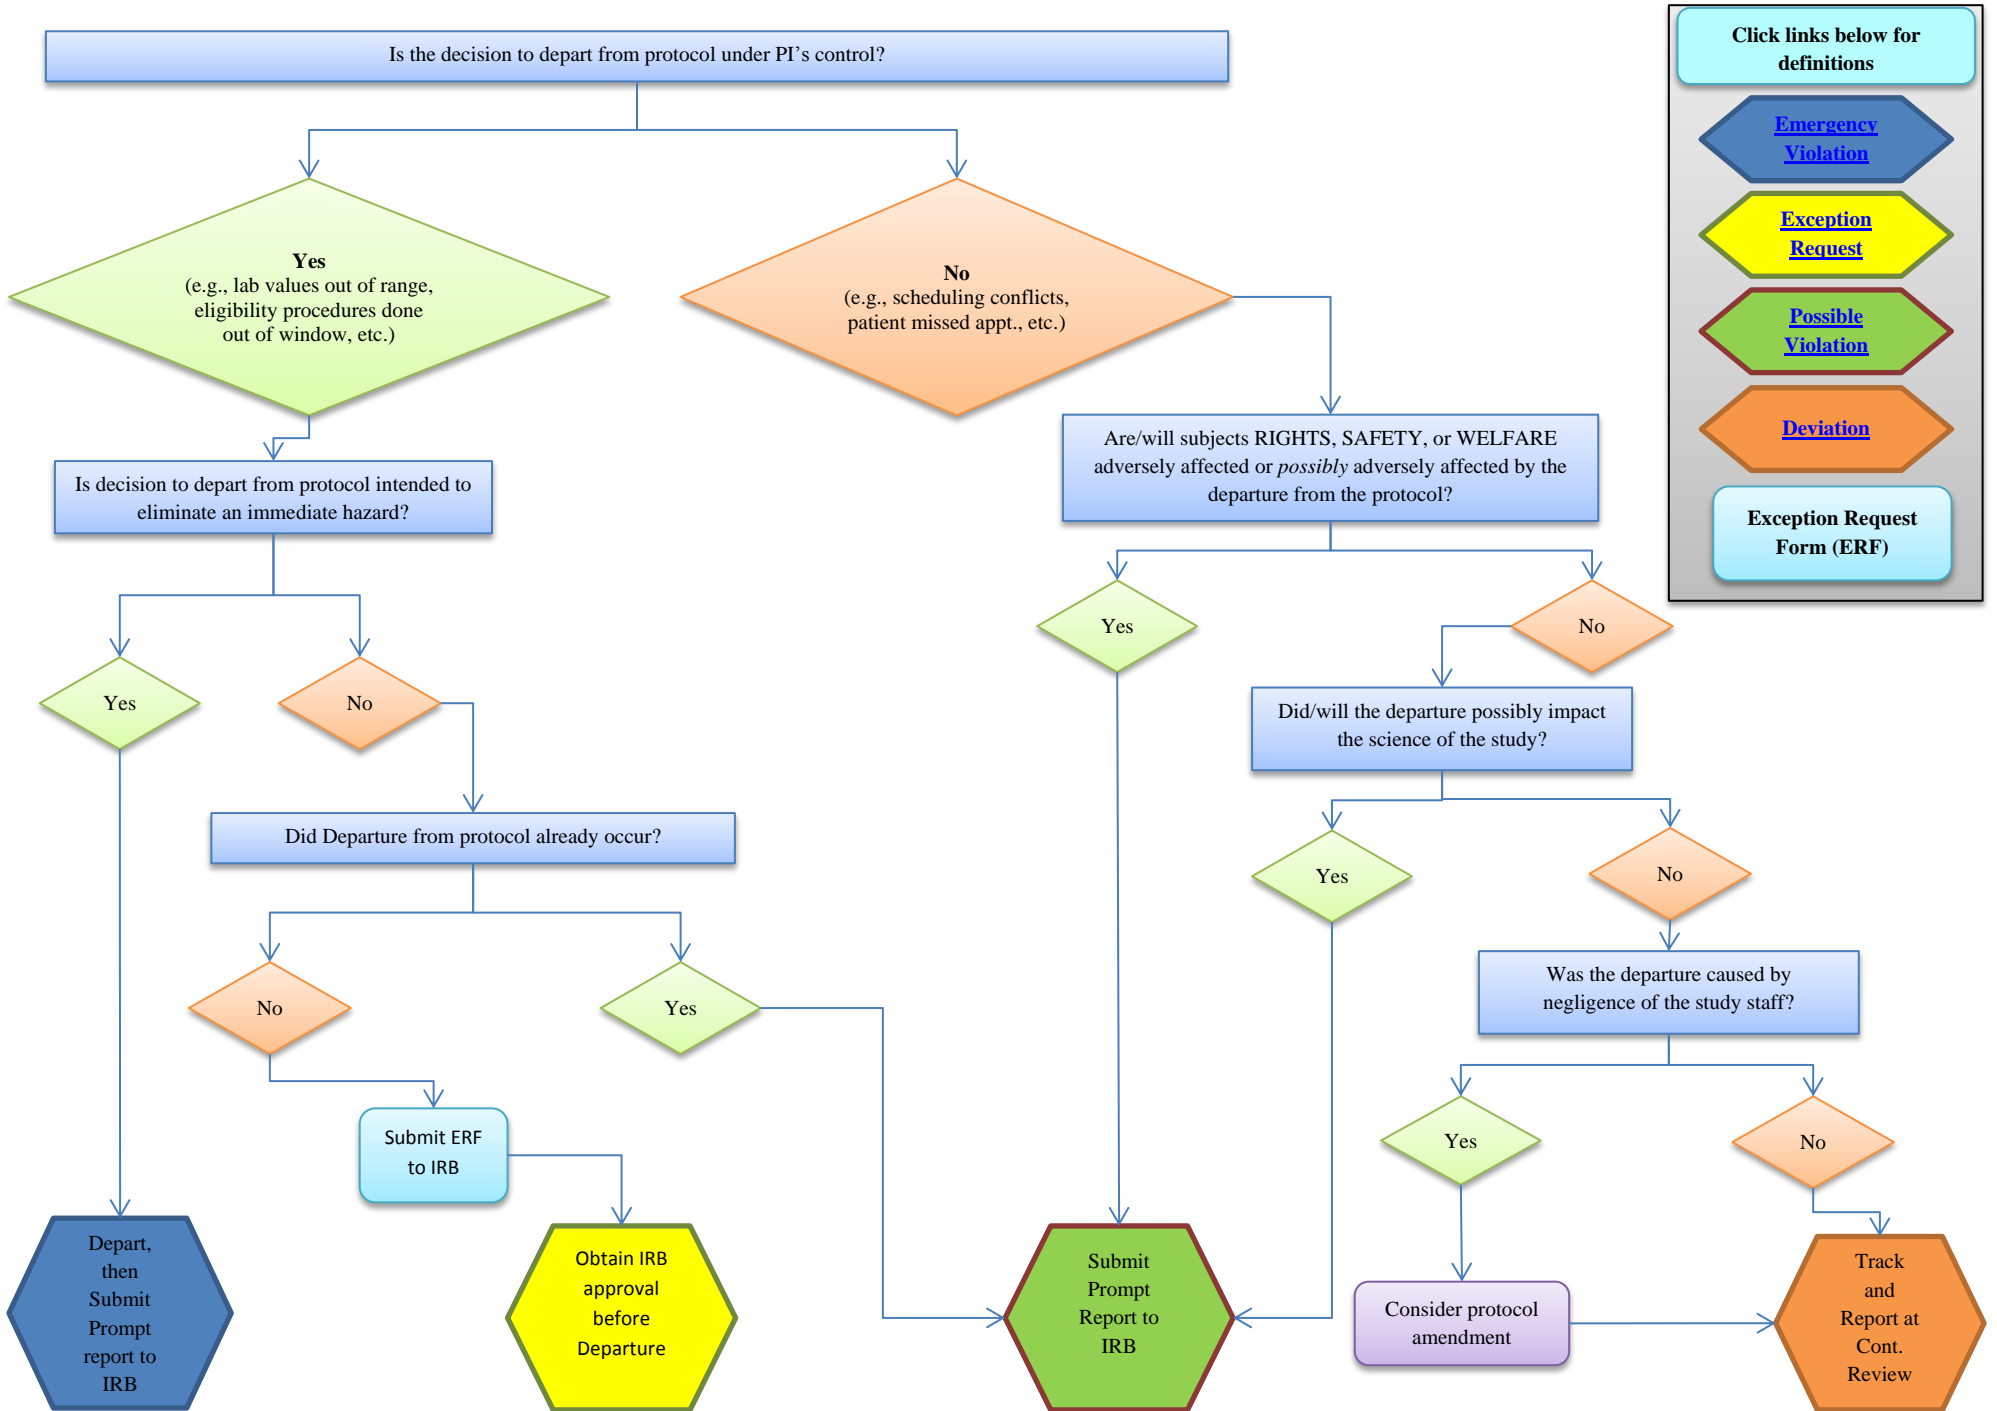 Is the decision to depart from protocol under PI's control?
Click links below for
definitions
Emergency
Violation
Exception
Request
Possible
Violation
Deviation
Exception Request
Form (ERF)
Yes
(e.g., lab values out of range,
eligibility procedures done
out of window, etc.)
No
(e.g., scheduling conflicts,
patient missed appt., etc.)
Is decision to depart from protocol intended to
eliminate an immediate hazard?
Are/will subjects RIGHTS, SAFETY, or WELFARE
adversely affected or possibly adversely affected by the
departure from the protocol?
Yes
No
Yes
No
Did Departure from protocol already occur?
Did/will the departure possibly impact
the science of the study?
No
Yes
Yes
No
Submit ERF
to IRB
Was the departure caused by
negligence of the study staff?
Yes
No
Depart,
then
Submit
Prompt
report to
IRB
Obtain IRB
approval
before
Departure
Submit
Prompt
Report to
IRB
Consider protocol
amendment
Track
and
Report at
Cont.
Review